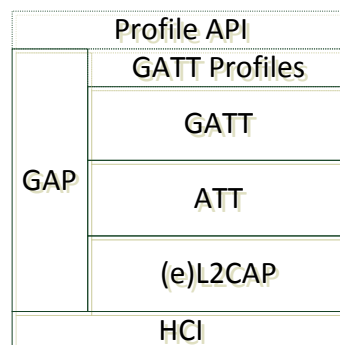 Profile API
GATT Profiles
GATT
GAP
ATT
(e)L2CAP
HCI